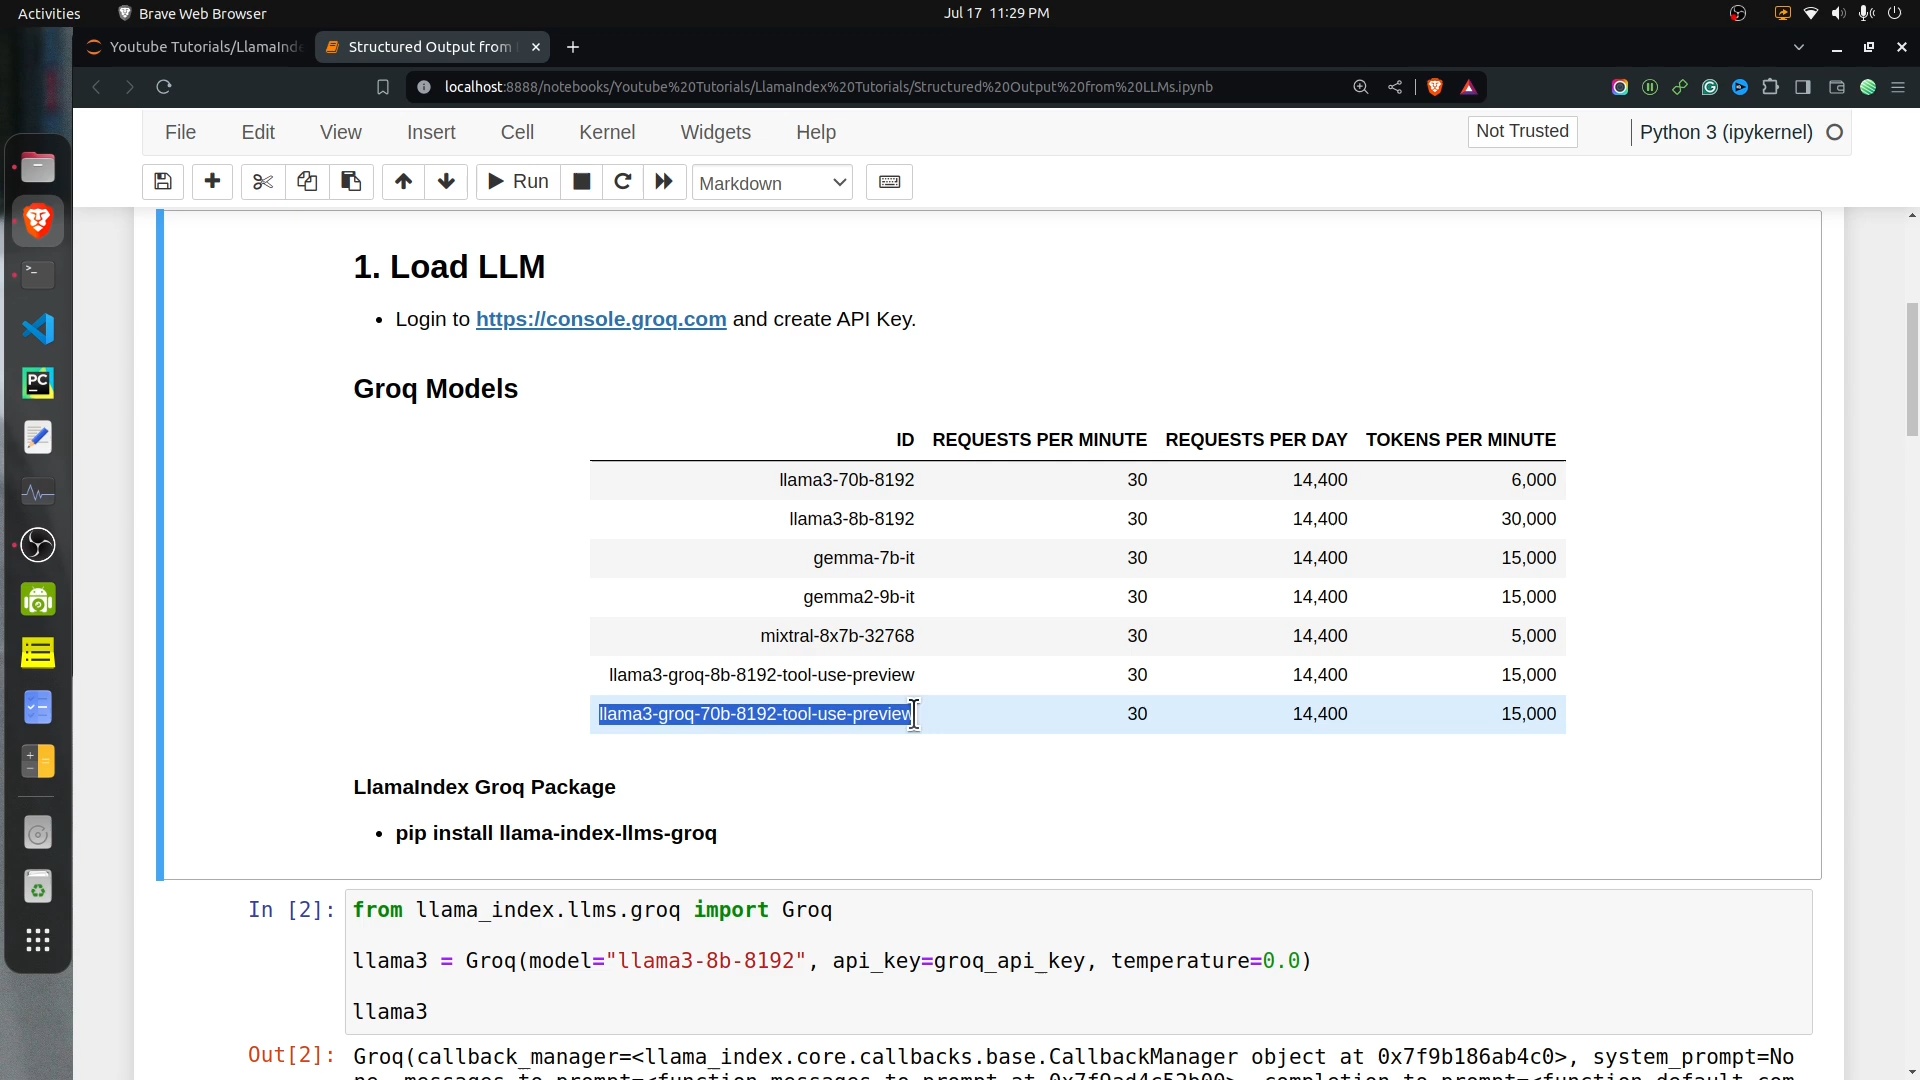 Activities Brave Web Browser Jul 17 11:29 PM
Youtube Tutorials/LlamaInde Structured Output from
localhost:8888/notebooks/Youtube%20Tutorials/LlamaIndex%20Tutorials/Structured%20Output%20from%20LLMs.ipynb
File Edit View Insert Cell Kernel Widgets Help Not Trusted Python 3 (ipykernel)
Run Markdown
1. Load LLM
• Login to https://console.groq.com and create API Key.
Groq Models
ID REQUESTS PER MINUTE REQUESTS PER DAY TOKENS PER MINUTE
llama3-70b-8192 30 14,400 6,000
llama3-8b-8192 30 14,400 30,000
gemma-7b-it 30 14,400 15,000
gemma2-9b-it 30 14,400 15,000
mixtral-8x7b-32768 30 14,400 5,000
llama3-groq-8b-8192-tool-use-preview 30 14,400 15,000
llama3-groq-70b-8192-tool-use-preview 30 14,400 15,000
LlamaIndex Groq Package
• pip install llama-index-llms-groq
In [2]: from llama_index.llms.groq import Groq
llama3 = Groq(model="llama3-8b-8192", api_key=groq_api_key, temperature=0.0)
llama3
Out[2]: Groq(callback_manager=<llama_index.core.callbacks.base.CallbackManager object at 0x7f9b186ab4c0>, system_prompt=No